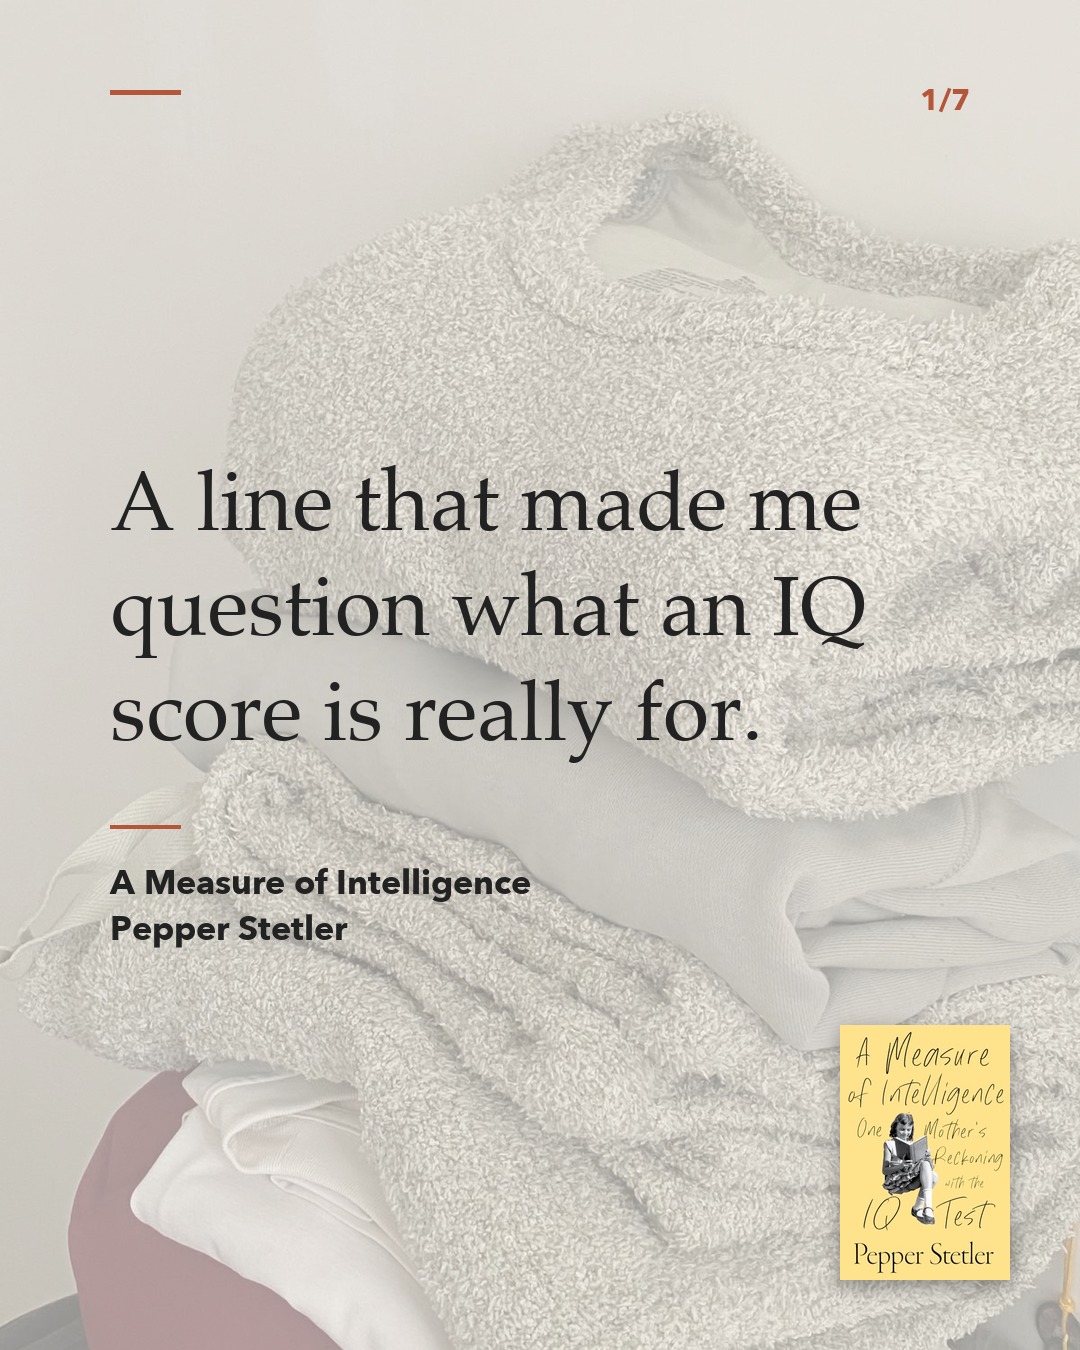 1/7
A line that made me
question what an IQ
score is really for.
A Measure of Intelligence
Pepper Stetler
A Measure
of Intelligence
One Mother's
Reckoning
with the
IQ Test
Pepper Stetler